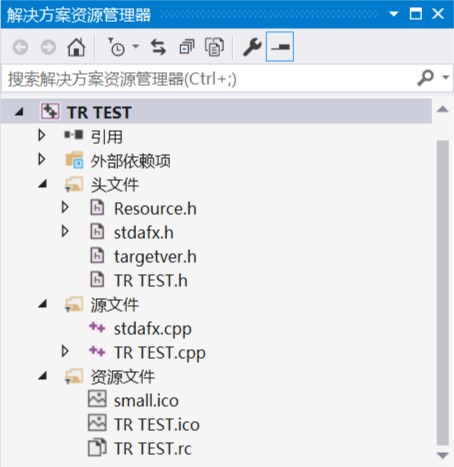 解决方案资源管理器
搜索解决方案资源管理器(Ctrl+;)
TR TEST
引用
外部依赖项
头文件
Resource.h
stdafx.h
targetver.h
TR TEST.h
源文件
stdafx.cpp
TR TEST.cpp
资源文件
small.ico
TR TEST.ico
TR TEST.rc